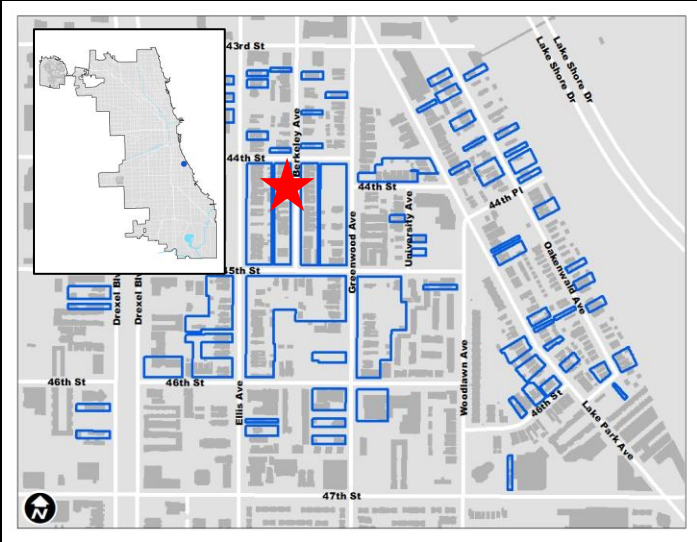 43rd St
Lake Shore Dr
Lake Shore Dr
Berkeley Ave
44th St
44th St
44th Pl
University Ave
Greenwood Ave
Oakenwald Ave
45th St
Drexel Blv
Drexel Blv
46th St
46th St
Ellis Ave
Woodlawn Ave
46th St
Lake Park Ave
47th St
N